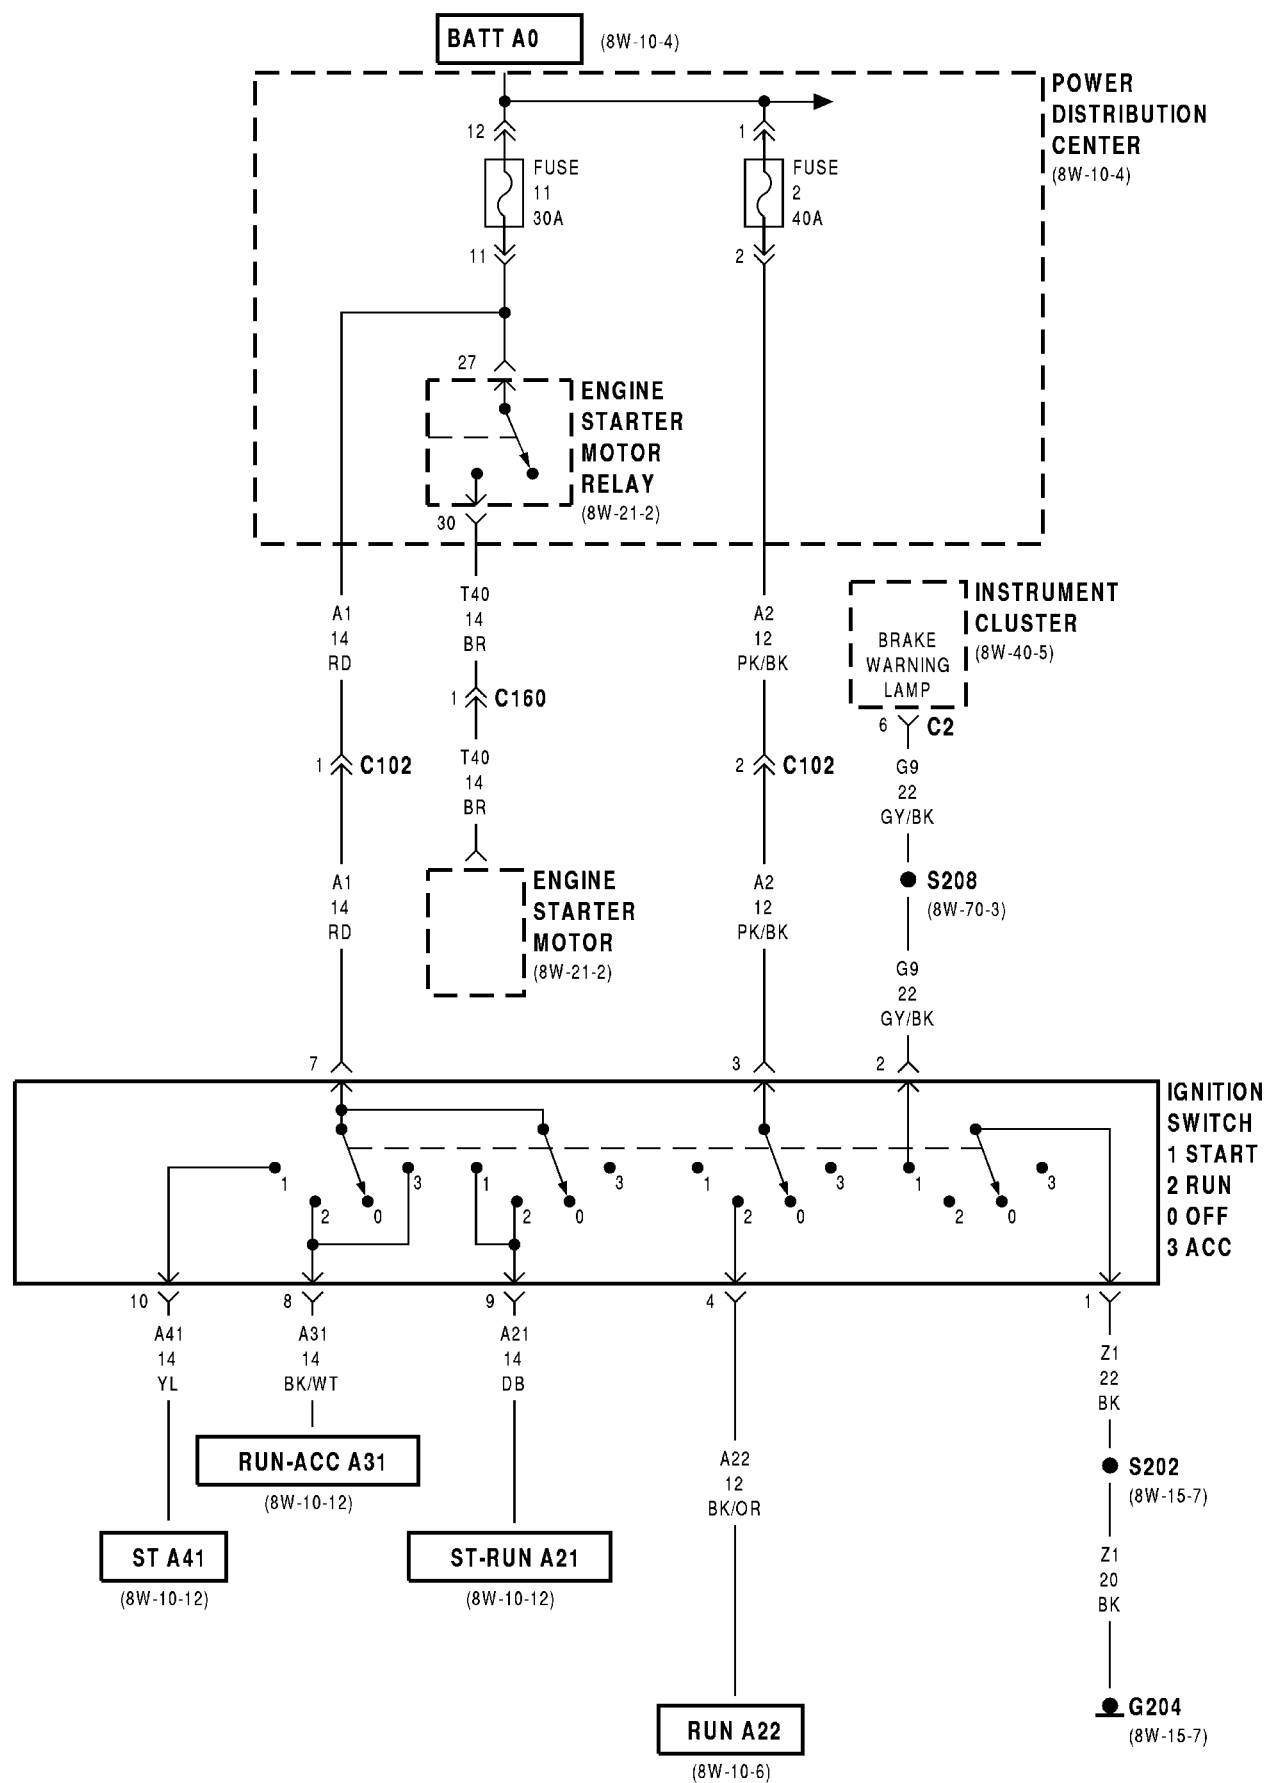 BATT A0
(8W-10-4)
POWER
DISTRIBUTION
CENTER
(8W-10-4)
12
FUSE
11
30A
11
1
FUSE
2
40A
2
27
ENGINE
STARTER
MOTOR
RELAY
(8W-21-2)
30
A1
14
RD
T40
14
BR
A2
12
PK/BK
INSTRUMENT
CLUSTER
(8W-40-5)
BRAKE
WARNING
LAMP
6
C2
1
C160
1
C102
T40
14
BR
2
C102
G9
22
GY/BK
A1
14
RD
ENGINE
STARTER
MOTOR
(8W-21-2)
A2
12
PK/BK
S208
(8W-70-3)
G9
22
GY/BK
7
3
2
IGNITION
SWITCH
1 START
2 RUN
0 OFF
3 ACC
1
2
0
3
1
2
0
3
1
2
0
3
1
2
0
3
10
8
9
4
1
A41
14
YL
A31
14
BK/WT
A21
14
DB
Z1
22
BK
RUN-ACC A31
(8W-10-12)
A22
12
BK/OR
S202
(8W-15-7)
ST A41
(8W-10-12)
ST-RUN A21
(8W-10-12)
Z1
20
BK
RUN A22
(8W-10-6)
G204
(8W-15-7)